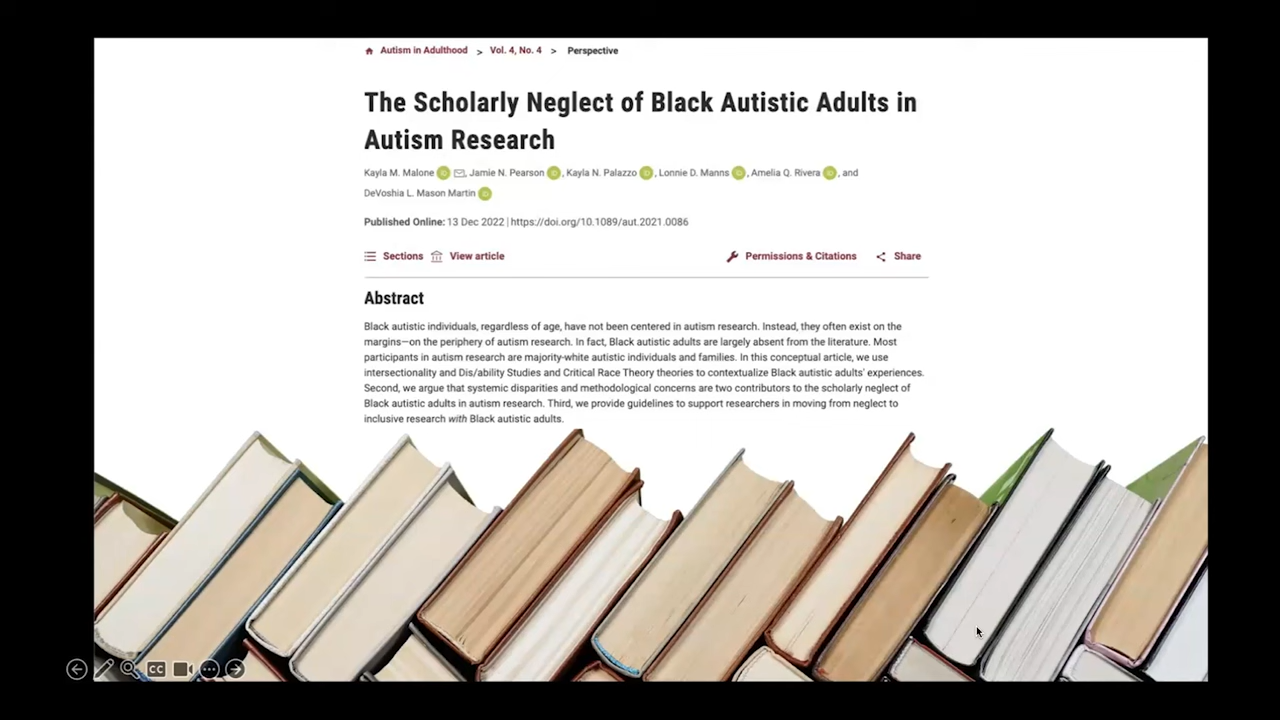 Autism in Adulthood > Vol. 4, No. 4 > Perspective
The Scholarly Neglect of Black Autistic Adults in
Autism Research
Kayla M. Malone iD, Jamie N. Pearson iD, Kayla N. Palazzo iD, Lonnie D. Manns iD, Amelia Q. Rivera iD, and
DeVoshia L. Mason Martin iD
Published Online: 13 Dec 2022 | https://doi.org/10.1089/aut.2021.0086
Sections View article Permissions & Citations Share
Abstract
Black autistic individuals, regardless of age, have not been centered in autism research. Instead, they often exist on the
margins—on the periphery of autism research. In fact, Black autistic adults are largely absent from the literature. Most
participants in autism research are majority-white autistic individuals and families. In this conceptual article, we use
intersectionality and Dis/ability Studies and Critical Race Theory theories to contextualize Black autistic adults' experiences.
Second, we argue that systemic disparities and methodological concerns are two contributors to the scholarly neglect of
Black autistic adults in autism research. Third, we provide guidelines to support researchers in moving from neglect to
inclusive research with Black autistic adults.
CC